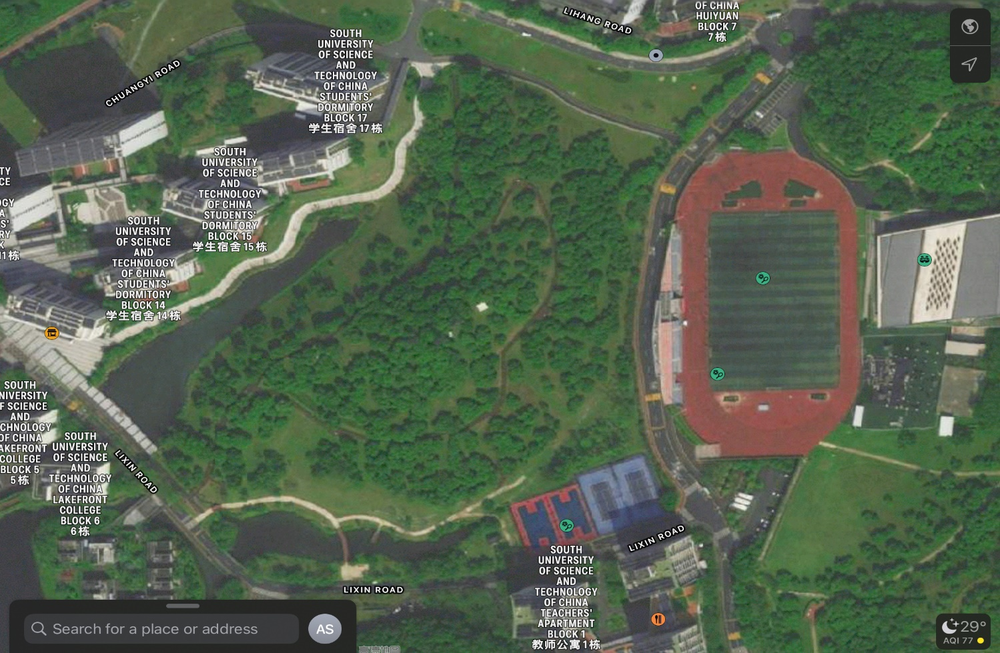 LIHANG ROAD
OF CHINA
HUIYUAN
BLOCK 7
7栋
CHUANGYI ROAD
SOUTH
UNIVERSITY
OF SCIENCE
AND
TECHNOLOGY
OF CHINA
STUDENTS'
DORMITORY
BLOCK 17
学生宿舍17栋
SOUTH
UNIVERSITY
OF SCIENCE
AND
TECHNOLOGY
OF CHINA
STUDENTS'
DORMITORY
BLOCK 15
学生宿舍15栋
TY
CE
OGY
A
S'
RY
K
11栋
SOUTH
UNIVERSITY
OF SCIENCE
AND
TECHNOLOGY
OF CHINA
STUDENTS'
DORMITORY
BLOCK 14
学生宿舍14栋
SOUTH
NIVERSITY
F SCIENCE
AND
CHNOLOGY
OF CHINA
AKEFRONT
COLLEGE
BLOCK 5
5栋
SOUTH
UNIVERSITY
OF SCIENCE
AND
TECHNOLOGY
OF CHINA
LAKEFRONT
COLLEGE
BLOCK 6
6栋
LIXIN ROAD
LIXIN ROAD
LIXIN ROAD
SOUTH
UNIVERSITY
OF SCIENCE
AND
TECHNOLOGY
OF CHINA
TEACHERS'
APARTMENT
BLOCK 1
教师公寓1栋
Search for a place or address
AS
高德地图
29°
AQI 77